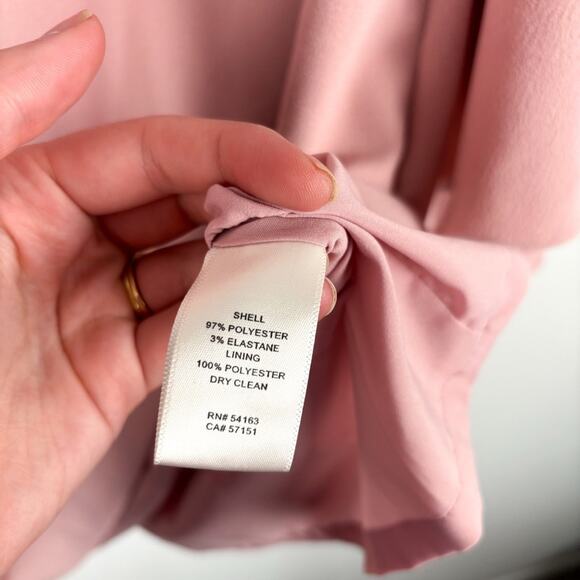 SHELL
97% POLYESTER
3% ELASTANE
LINING
100% POLYESTER
DRY CLEAN
RN# 54163
CA# 57151